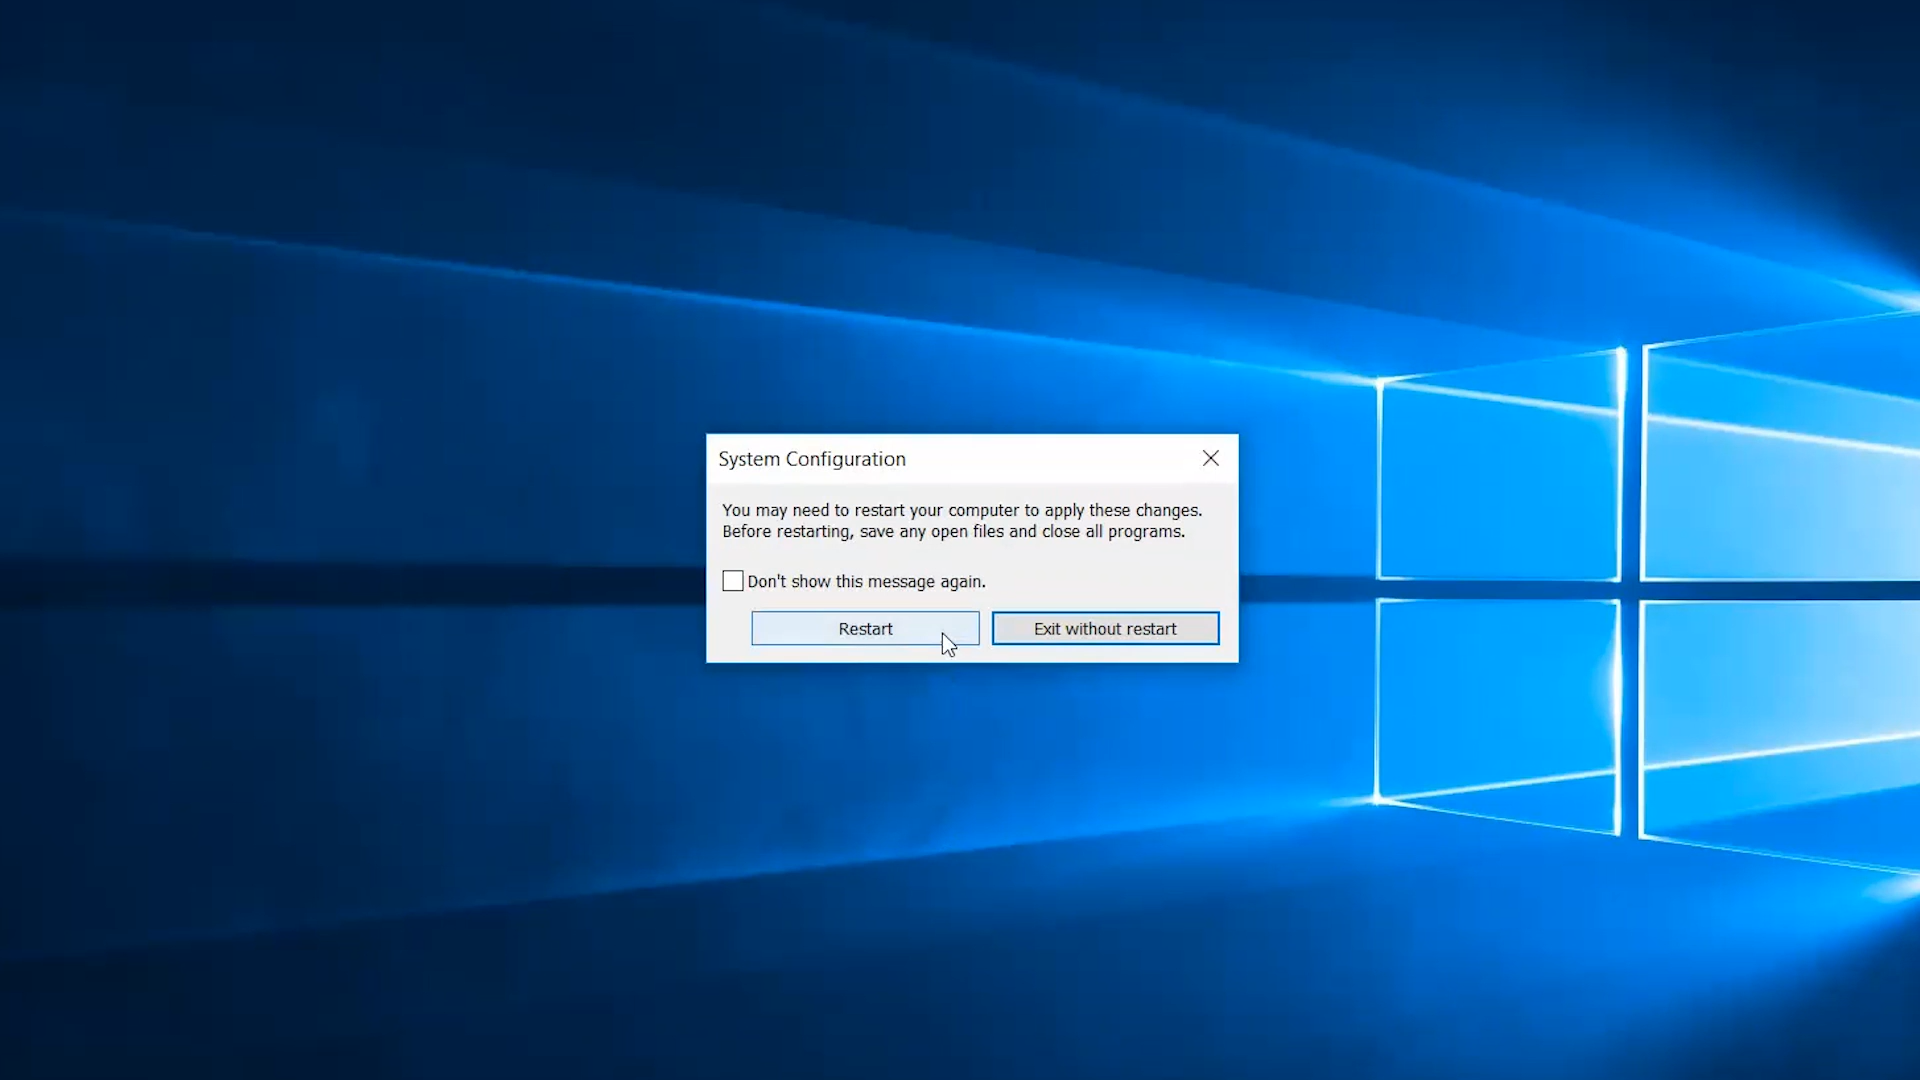 System Configuration
You may need to restart your computer to apply these changes.
Before restarting, save any open files and close all programs.
Don't show this message again.
Restart
Exit without restart